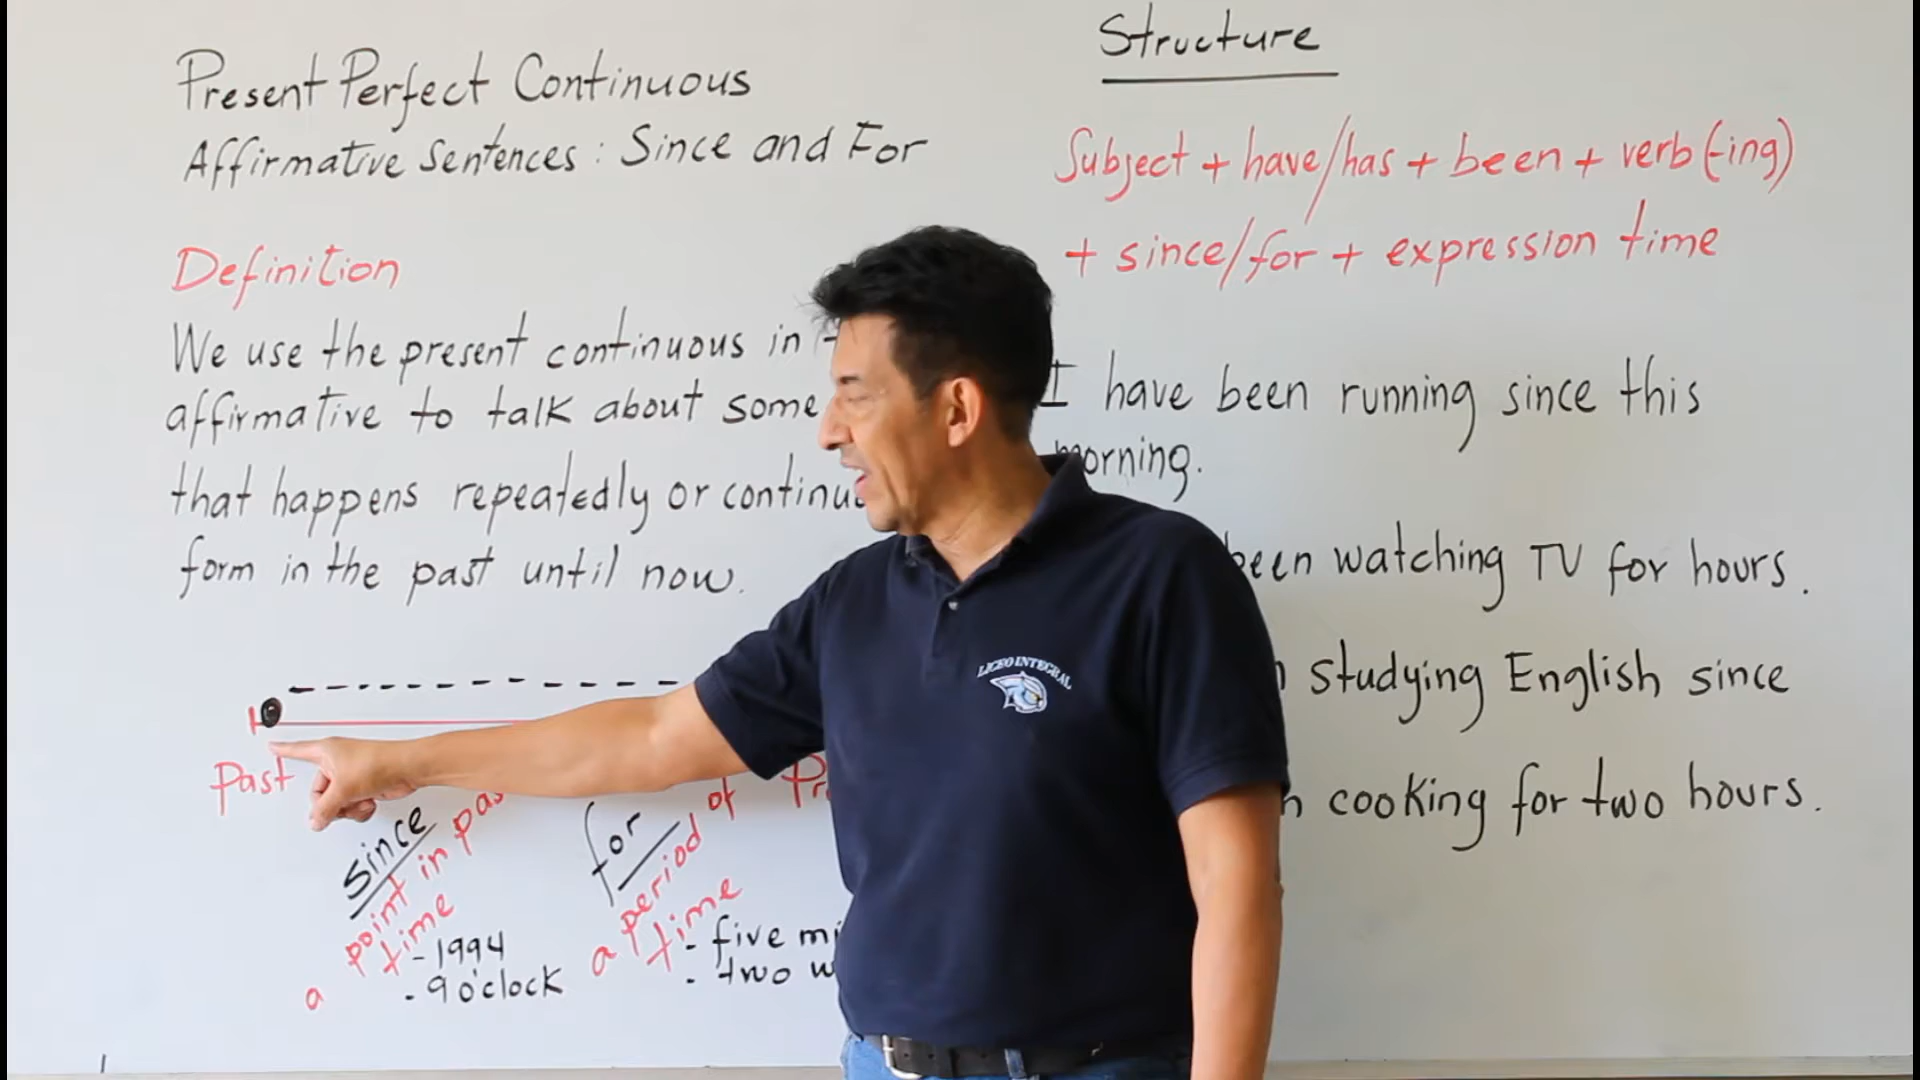 Present Perfect Continuous
Affirmative Sentences: Since and For
Definition
We use the present continuous in
affirmative to talk about some
that happens repeatedly or
form in the past until now.
Past
since
a point in past
time
- 1994
- 9 o'clock
for
a period of
time
- five
- two
Structure
Subject + have/has + been + verb (-ing)
+ since/for + expression time
I have been running since this
morning.
been watching TV for hours.
studying English since
cooking for two hours.
LICEO INTEGRAL